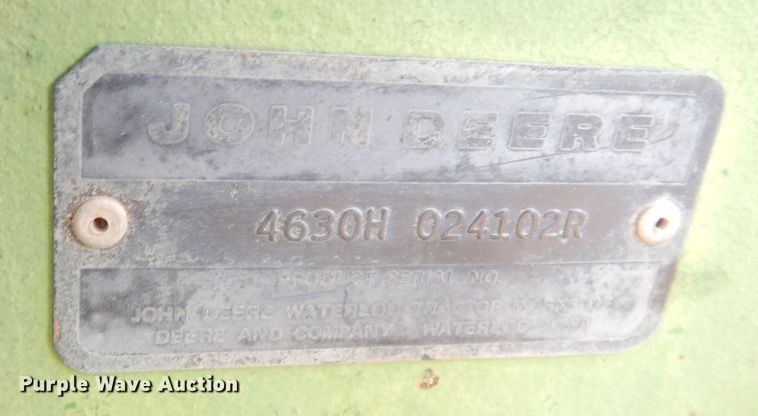 JOHN DEERE
4630H 024102R
PRODUCT SERIAL NO.
JOHN DEERE WATERLOO TRACTOR WORKS OF
DEERE AND COMPANY WATERLOO IOWA
Purple Wave Auction